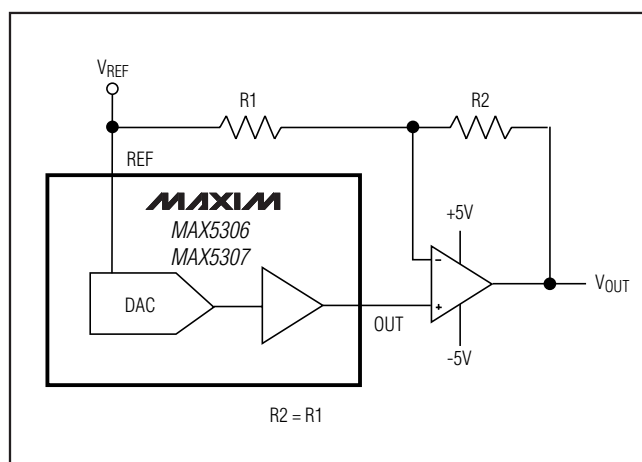 VREF
R1
R2
REF
MAXIM
MAX5306
MAX5307
+5V
−
DAC
VOUT
+
OUT
-5V
R2 = R1